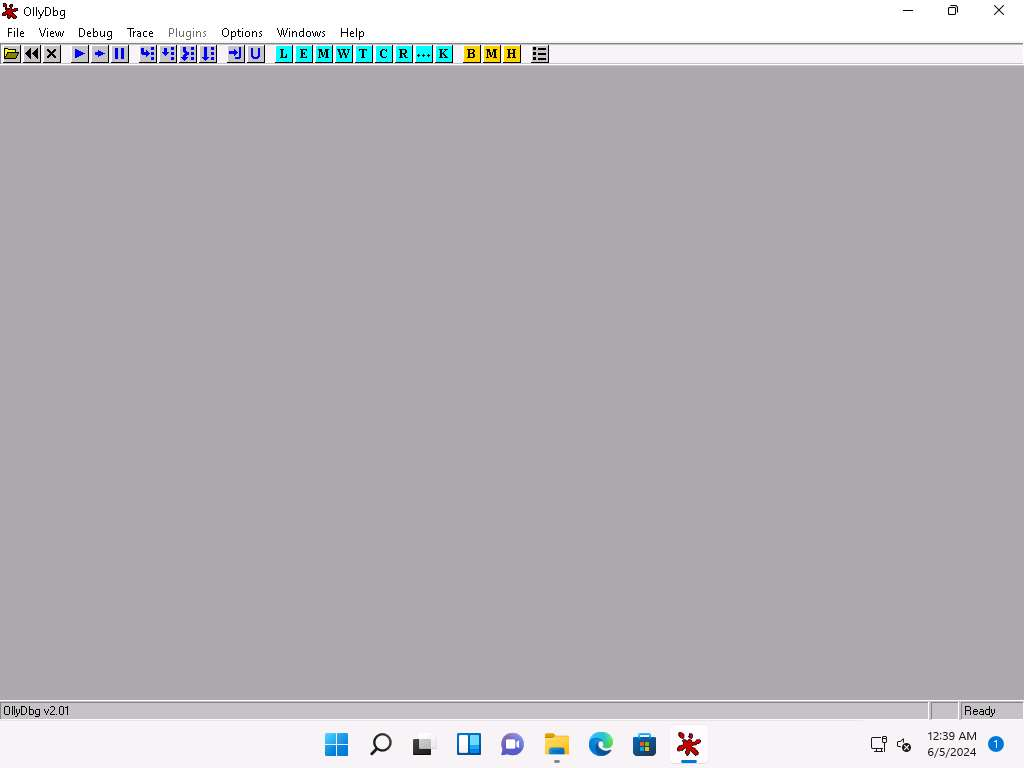 OllyDbg
File View Debug Trace Plugins Options Windows Help
L E M W T C R ... K B M H
OllyDbg v2.01 Ready
12:39 AM
6/5/2024
1